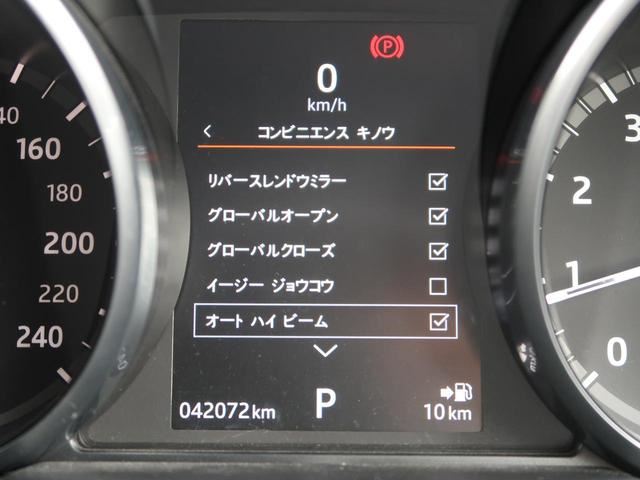 0
km/h
コンビニエンス キノウ
リバースレンドウミラー
グローバルオープン
グローバルクローズ
イージー ジョウコウ
オート ハイ ビーム
042072km
P
10 km
P
40
160
180
200
220
240
3
2
1
0